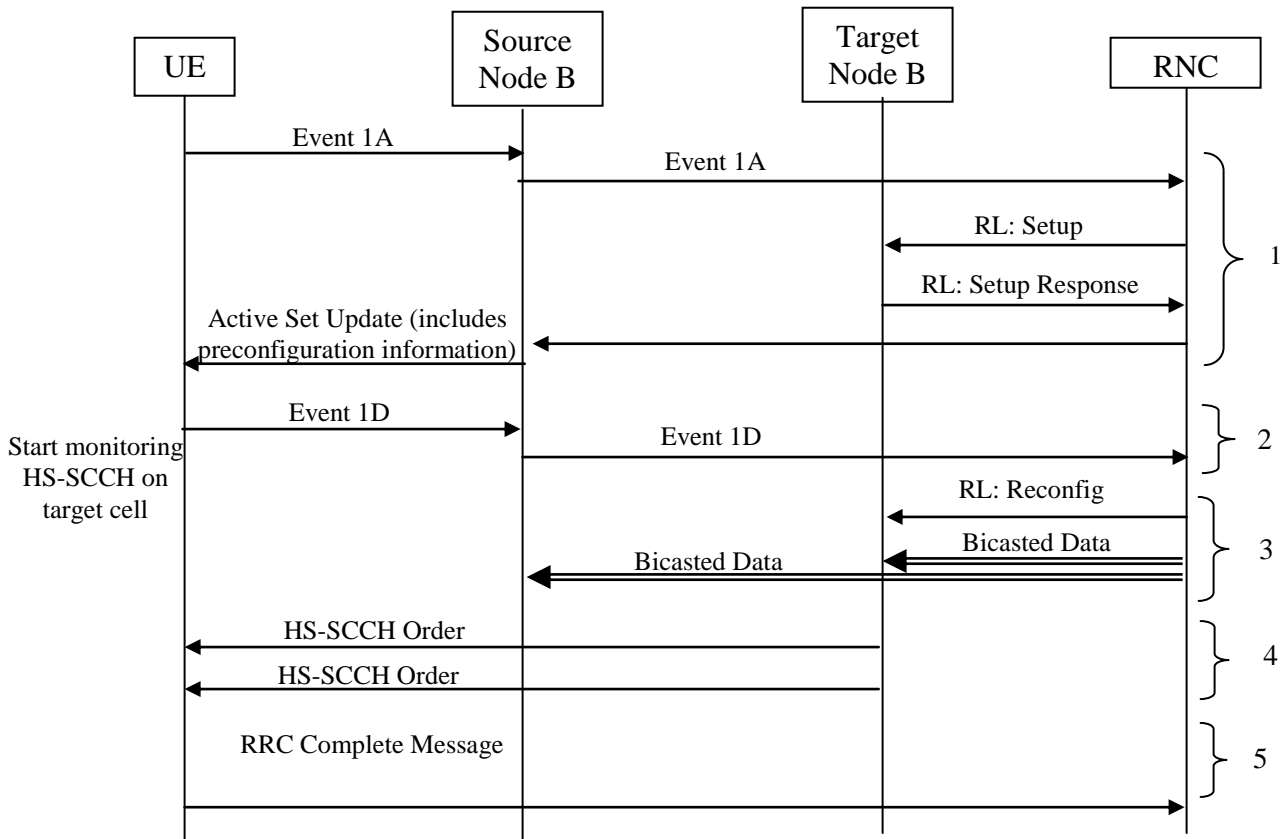 UE
Source
Node B
Target
Node B
RNC
Event 1A
Event 1A
RL: Setup
1
RL: Setup Response
Active Set Update (includes
preconfiguration information)
Event 1D
Event 1D
2
Start monitoring
HS-SCCH on
target cell
RL: Reconfig
Bicasted Data
3
Bicasted Data
HS-SCCH Order
4
HS-SCCH Order
RRC Complete Message
5